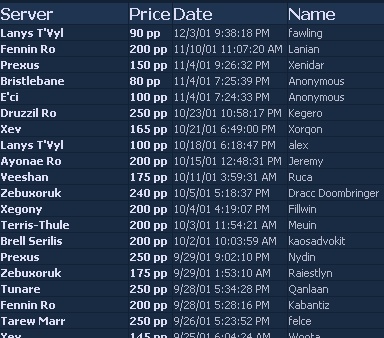 Server Price Date Name
Lanys T'Vyl 90 pp 12/3/01 9:38:18 PM fawling
Fennin Ro 200 pp 11/10/01 11:07:20 AM Lanian
Prexus 150 pp 11/4/01 9:26:32 PM Xenidar
Bristlebane 80 pp 11/4/01 7:25:39 PM Anonymous
E'ci 100 pp 11/4/01 7:24:33 PM Anonymous
Druzzil Ro 250 pp 10/23/01 10:58:17 PM Kegero
Xev 165 pp 10/21/01 6:49:00 PM Xorqon
Lanys T'Vyl 100 pp 10/18/01 6:18:47 PM alex
Ayonae Ro 200 pp 10/15/01 12:48:31 PM Jeremy
Veeshan 175 pp 10/11/01 3:59:31 AM Ruca
Zebuxoruk 240 pp 10/5/01 5:18:37 PM Dracc Doombringer
Xegony 200 pp 10/4/01 4:19:07 PM Fillwin
Terris-Thule 200 pp 10/3/01 11:54:21 AM Meuin
Brell Serilis 200 pp 10/2/01 10:03:59 AM kaosadvokit
Prexus 250 pp 9/29/01 9:02:10 PM Nydin
Zebuxoruk 175 pp 9/29/01 1:53:10 AM Raiestlyn
Tunare 250 pp 9/28/01 5:34:28 PM Qanlaan
Fennin Ro 200 pp 9/28/01 5:28:16 PM Kabantiz
Tarew Marr 250 pp 9/26/01 5:23:52 PM felce
Xev 145 pp 9/25/01 6:04:24 AM Woota